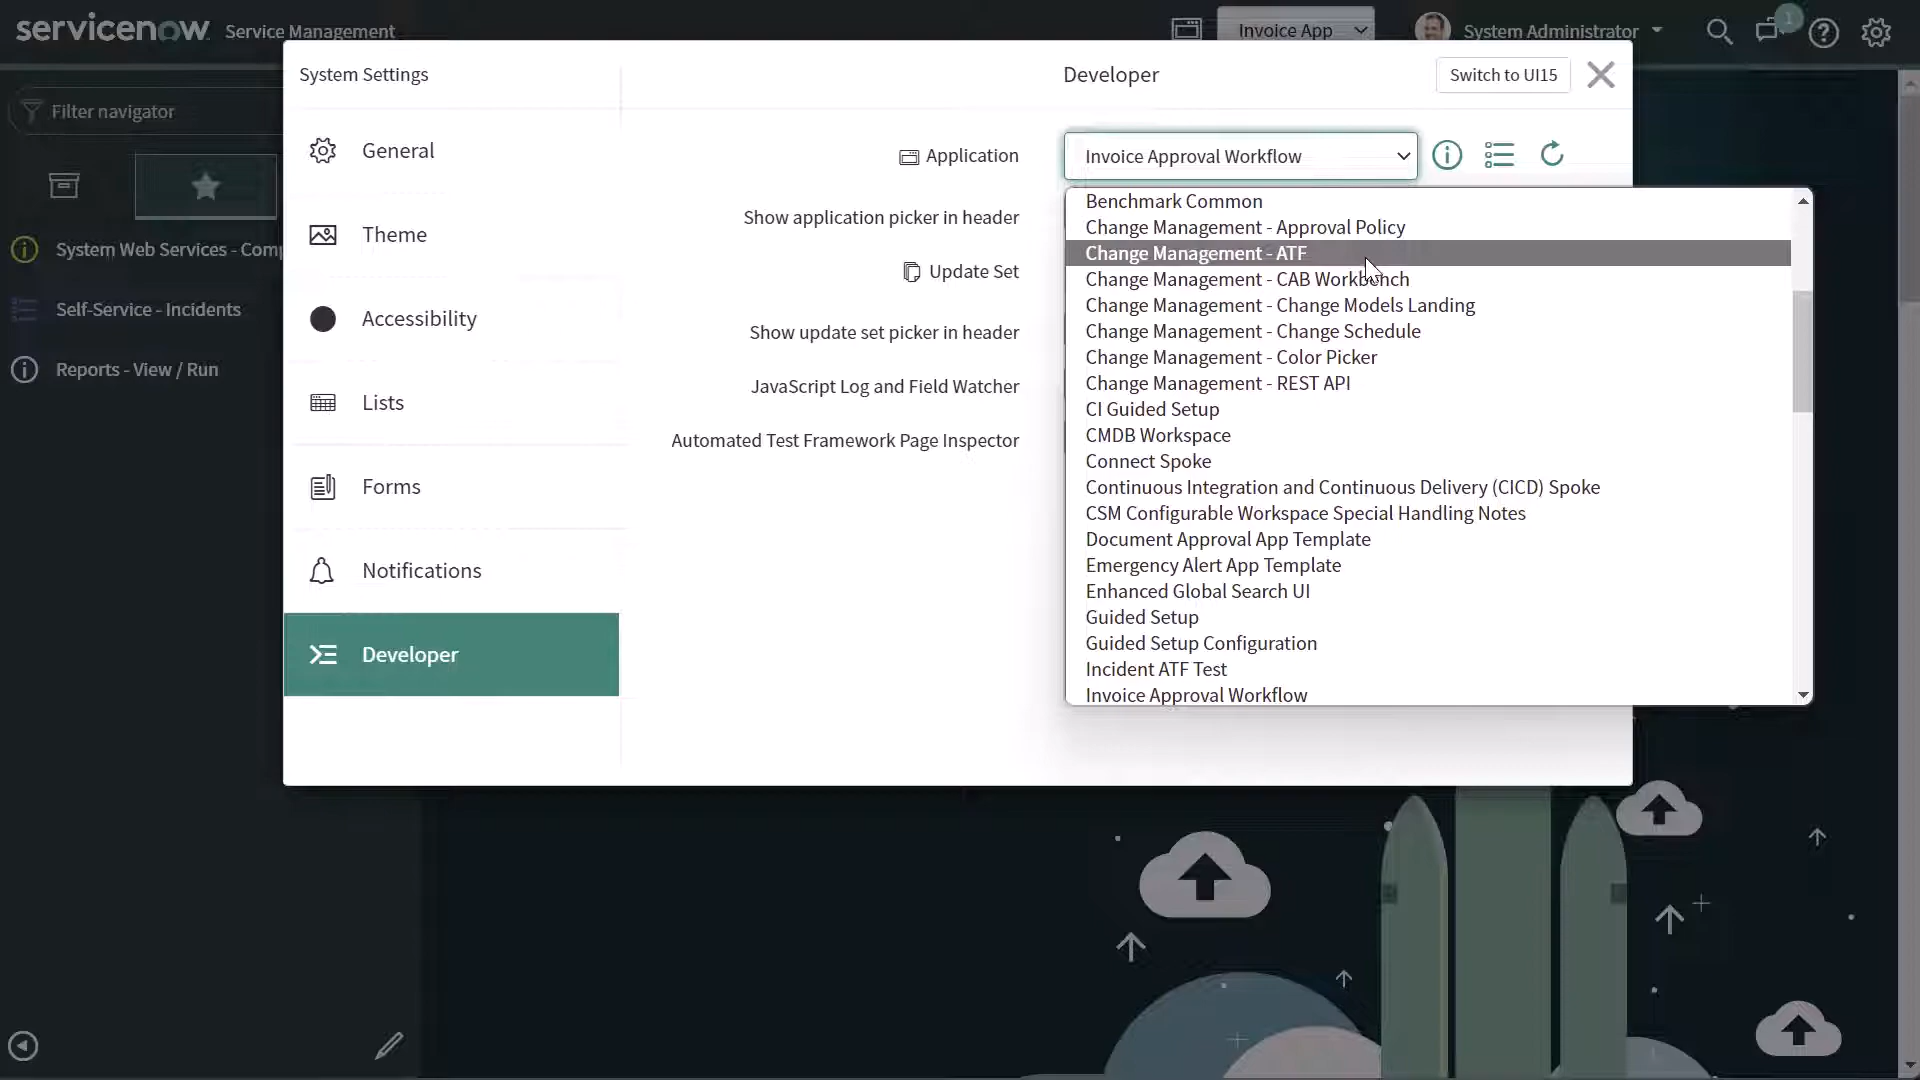 servicenow Service Management
Invoice App
System Administrator
1
Filter navigator
System Web Services - Comp
Self-Service - Incidents
Reports - View / Run
System Settings
General
Theme
Accessibility
Lists
Forms
Notifications
Developer
Developer
Switch to UI15
Application
Invoice Approval Workflow
Show application picker in header
Update Set
Show update set picker in header
JavaScript Log and Field Watcher
Automated Test Framework Page Inspector
Benchmark Common
Change Management - Approval Policy
Change Management - ATF
Change Management - CAB Workbench
Change Management - Change Models Landing
Change Management - Change Schedule
Change Management - Color Picker
Change Management - REST API
CI Guided Setup
CMDB Workspace
Connect Spoke
Continuous Integration and Continuous Delivery (CICD) Spoke
CSM Configurable Workspace Special Handling Notes
Document Approval App Template
Emergency Alert App Template
Enhanced Global Search UI
Guided Setup
Guided Setup Configuration
Incident ATF Test
Invoice Approval Workflow